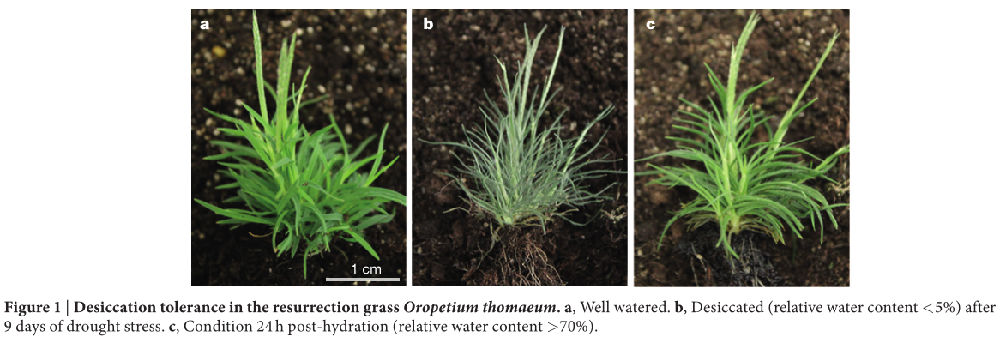 a
b
c
1 cm
Figure 1 | Desiccation tolerance in the resurrection grass Oropetium thomaeum. a, Well watered. b, Desiccated (relative water content <5%) after
9 days of drought stress. c, Condition 24 h post-hydration (relative water content >70%).